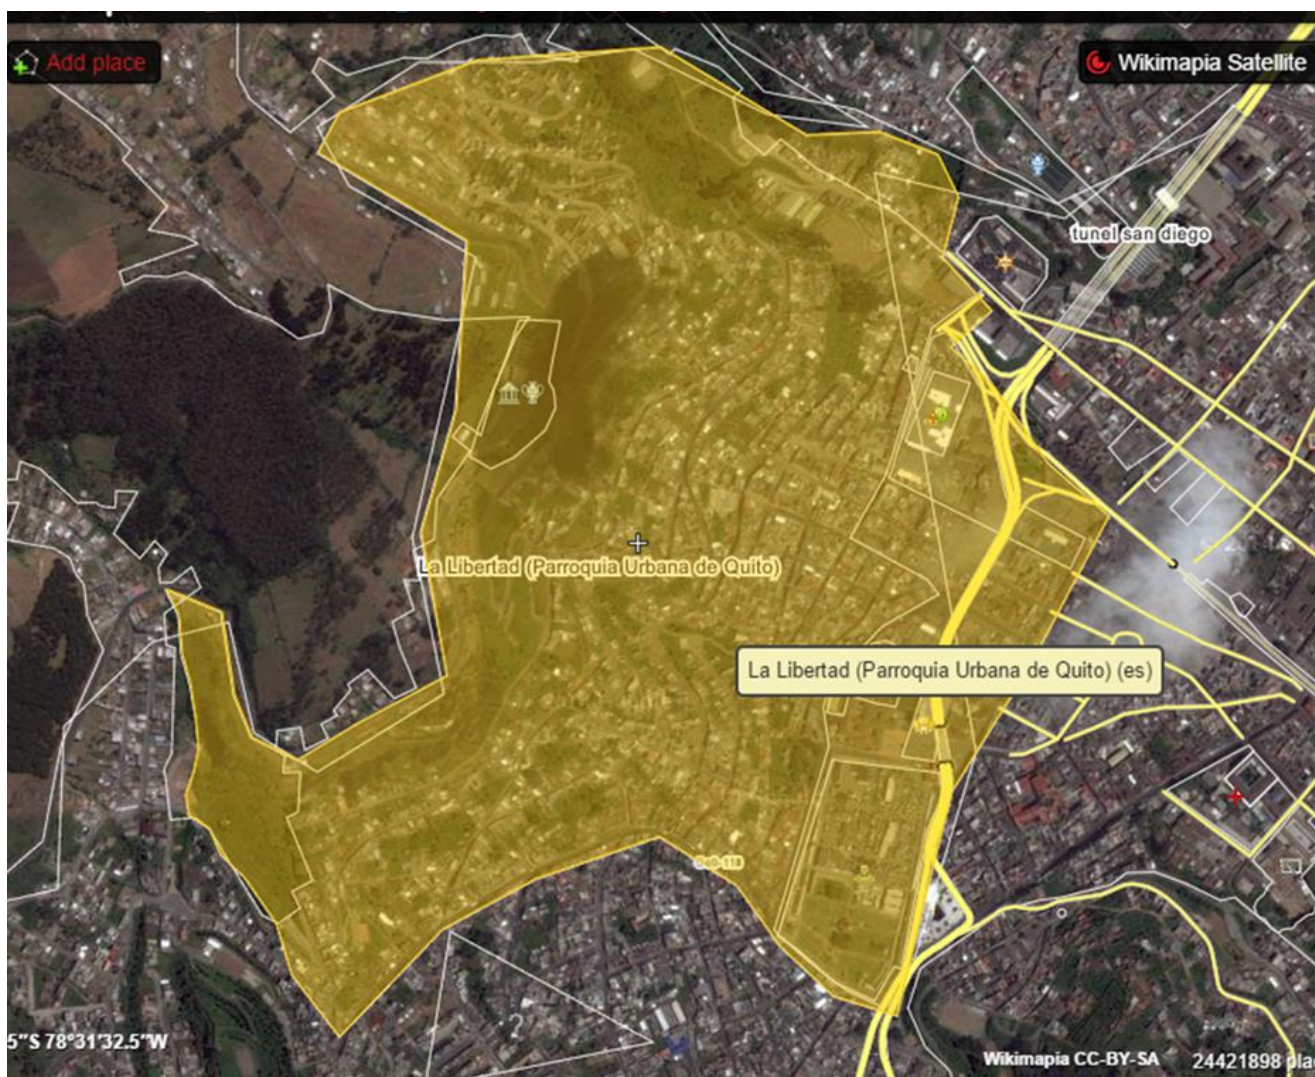 Add place
Wikimapia Satellite
tunel san diego
La Libertad (Parroquia Urbana de Quito)
La Libertad (Parroquia Urbana de Quito) (es)
5"S 78°31'32.5"W
Wikimapia CC-BY-SA
24421898 pla